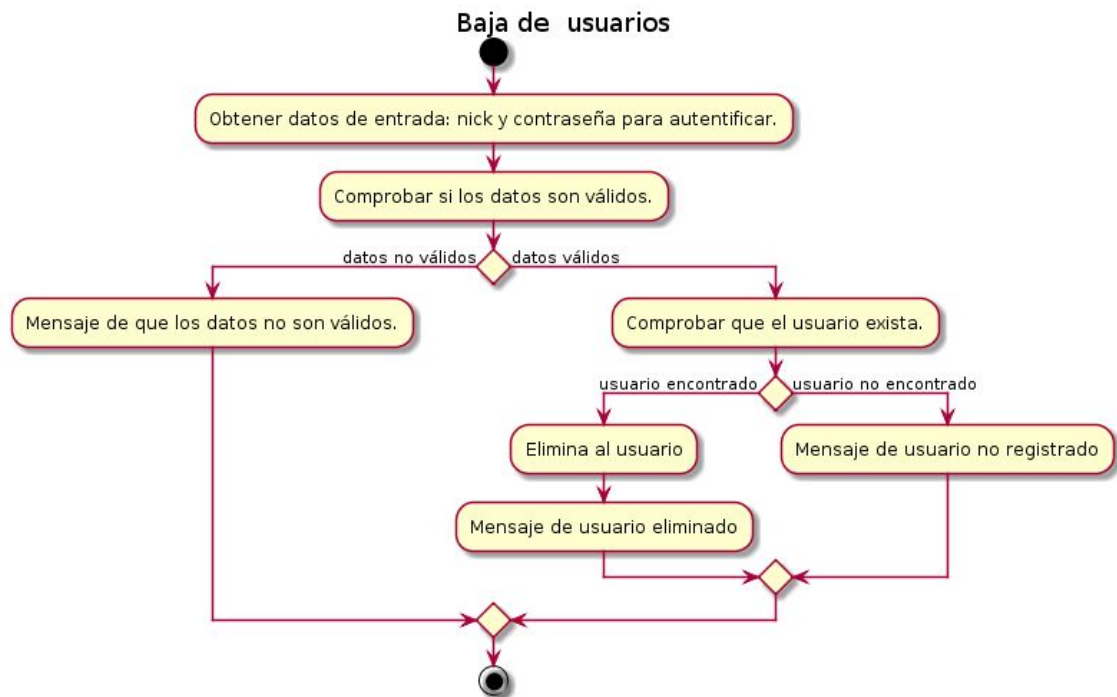 Baja de usuarios
Obtener datos de entrada: nick y contraseña para autentificar.
Comprobar si los datos son válidos.
datos no válidos
datos válidos
Mensaje de que los datos no son válidos.
Comprobar que el usuario exista.
usuario encontrado
usuario no encontrado
Elimina al usuario
Mensaje de usuario no registrado
Mensaje de usuario eliminado